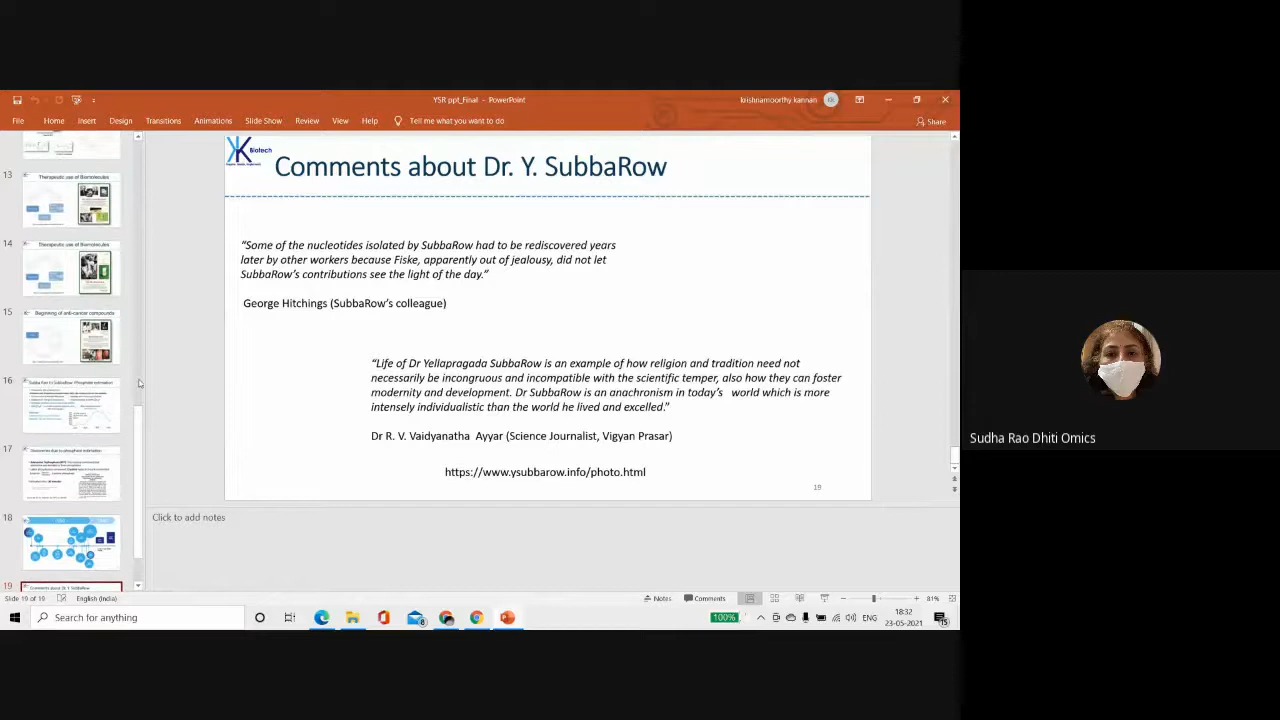 YSR ppt_Final - PowerPoint
krishnamoorthy kannan
File Home Insert Design Transitions Animations Slide Show Review View Help Tell me what you want to do
Share
13
Therapeutic use of Biomolecules
14
Therapeutic use of Biomolecules
15
Beginning of anti-cancer compounds
16
17
18
19
Comments about Dr. Y. SubbaRow
K Biotech
Comments about Dr. Y. SubbaRow
“Some of the nucleotides isolated by SubbaRow had to be rediscovered years
later by other workers because Fiske, apparently out of jealousy, did not let
SubbaRow’s contributions see the light of the day.”
George Hitchings (SubbaRow’s colleague)
“Life of Dr Yellapragada SubbaRow is an example of how religion and tradition need not
necessarily be incongruous and incompatible with the scientific temper, also how they can foster
modernity and development. Dr SubbaRow is an anachronism in today’s world which is more
intensely individualistic than the world he lived and excelled.”
Dr R. V. Vaidyanatha Ayyar (Science Journalist, Vigyan Prasar)
https://www.ysubbarow.info/photo.html
19
Click to add notes
Slide 19 of 19 English (India)
Notes Comments 81%
Search for anything
100%
ENG
18:32
23-05-2021
Sudha Rao Dhiti Omics